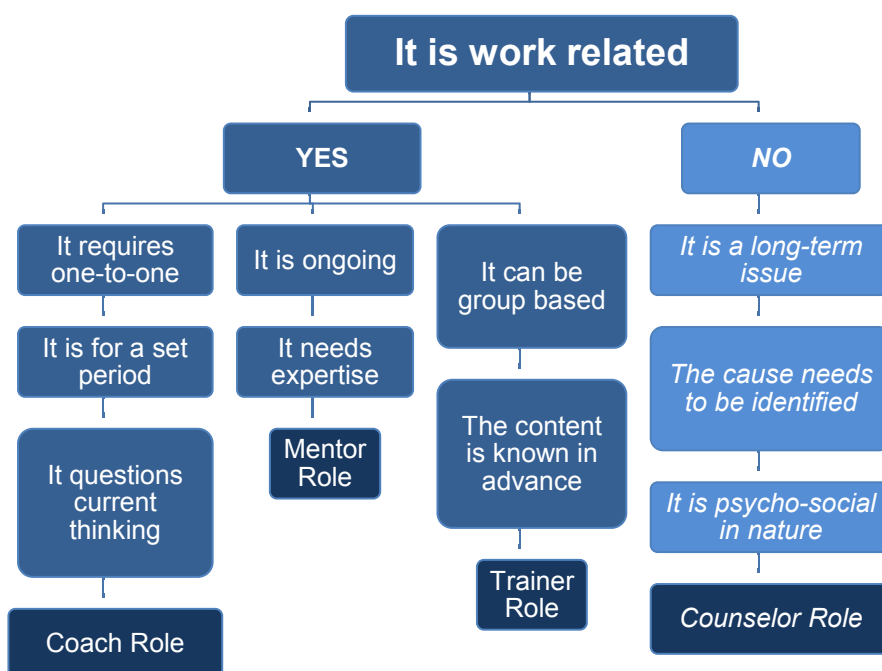 It is work related
YES
NO
It requires
one-to-one
It is for a set
period
It questions
current
thinking
Coach Role
It is ongoing
It needs
expertise
Mentor
Role
It can be
group based
The content
is known in
advance
Trainer
Role
It is a long-term
issue
The cause needs
to be identified
It is psycho-social
in nature
Counselor Role